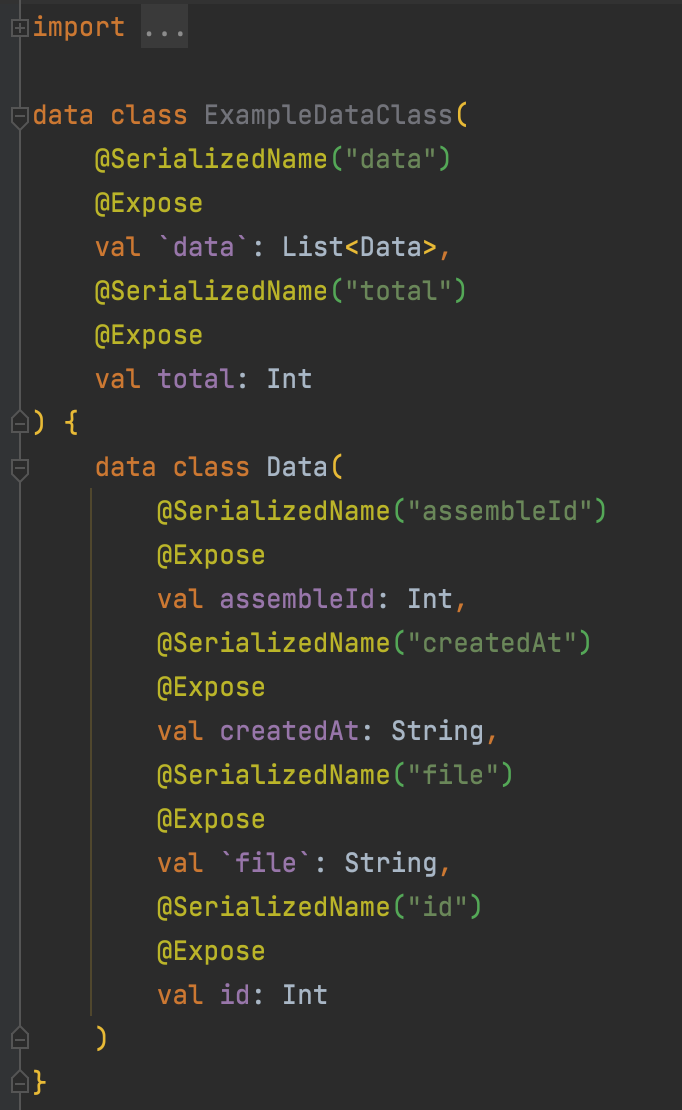 import ...
data class ExampleDataClass(
    @SerializedName("data")
    @Expose
    val `data`: List<Data>,
    @SerializedName("total")
    @Expose
    val total: Int
) {
    data class Data(
        @SerializedName("assembleId")
        @Expose
        val assembleId: Int,
        @SerializedName("createdAt")
        @Expose
        val createdAt: String,
        @SerializedName("file")
        @Expose
        val `file`: String,
        @SerializedName("id")
        @Expose
        val id: Int
    )
}